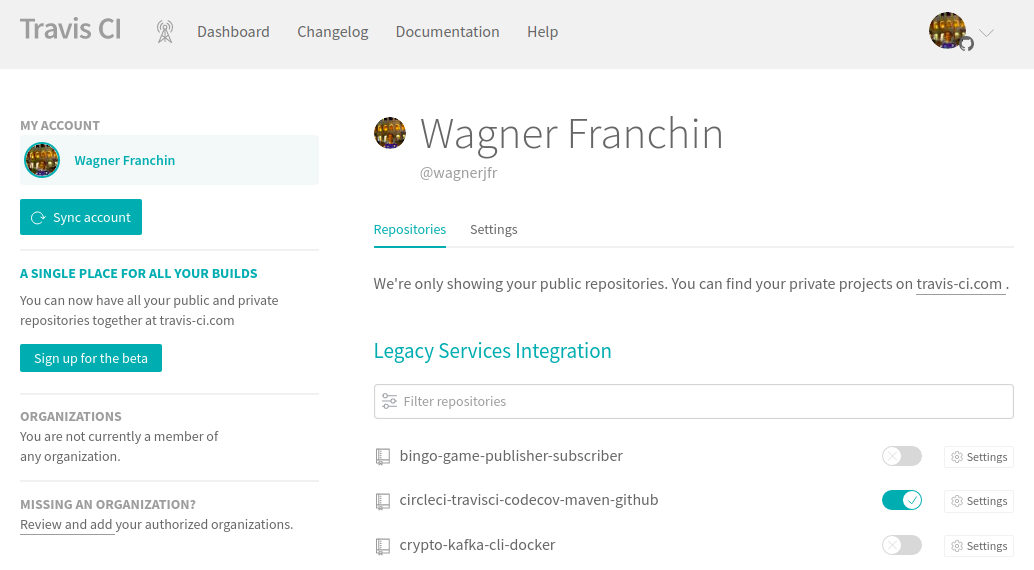 Travis CI
Dashboard Changelog Documentation Help
MY ACCOUNT
Wagner Franchin
Sync account
A SINGLE PLACE FOR ALL YOUR BUILDS
You can now have all your public and private
repositories together at travis-ci.com
Sign up for the beta
ORGANIZATIONS
You are not currently a member of
any organization.
MISSING AN ORGANIZATION?
Review and add your authorized organizations.
Wagner Franchin
@wagnerjfr
Repositories Settings
We're only showing your public repositories. You can find your private projects on travis-ci.com .
Legacy Services Integration
Filter repositories
bingo-game-publisher-subscriber Settings
circleci-travisci-codecov-maven-github Settings
crypto-kafka-cli-docker Settings